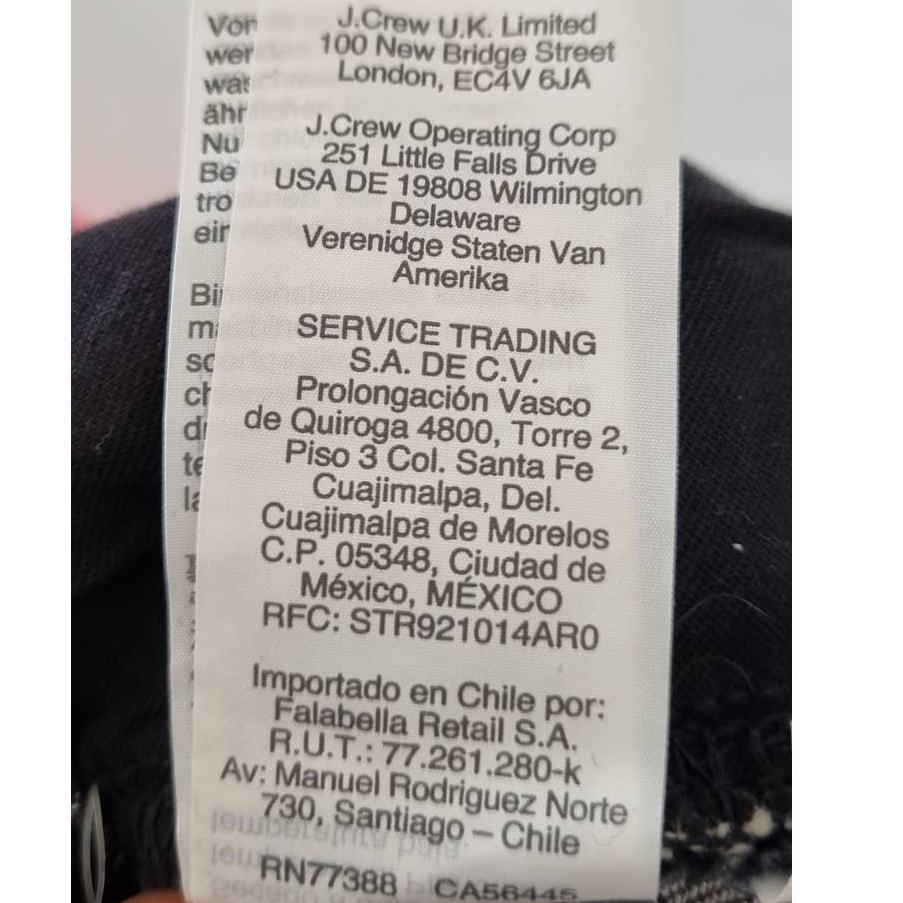 J.Crew U.K. Limited
100 New Bridge Street
London, EC4V 6JA
J.Crew Operating Corp
251 Little Falls Drive
USA DE 19808 Wilmington
Delaware
Verenidge Staten Van
Amerika
SERVICE TRADING
S.A. DE C.V.
Prolongación Vasco
de Quiroga 4800, Torre 2,
Piso 3 Col. Santa Fe
Cuajimalpa, Del.
Cuajimalpa de Morelos
C.P. 05348, Ciudad de
México, MÉXICO
RFC: STR921014AR0
Importado en Chile por:
Falabella Retail S.A.
R.U.T.: 77.261.280-k
Av: Manuel Rodriguez Norte
730, Santiago – Chile
RN77388 CA56445